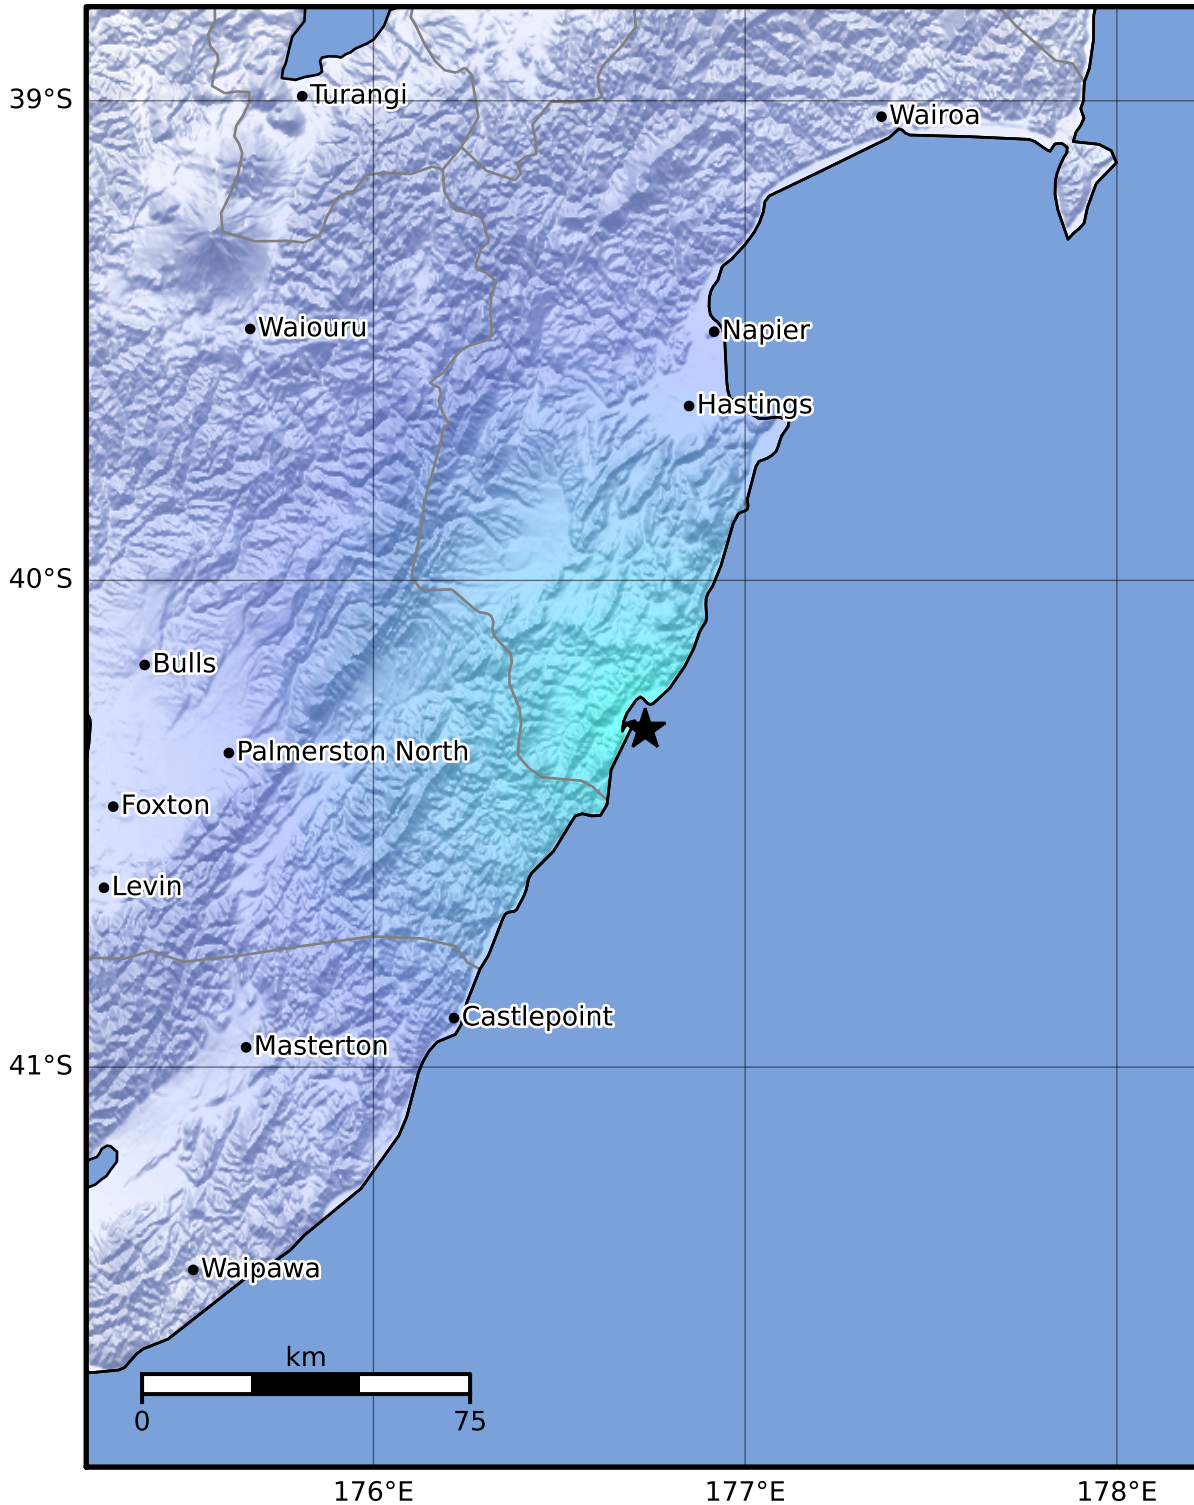 39°S
Turangi
Wairoa
Waiouru
Napier
Hastings
40°S
Bulls
Palmerston North
Foxton
Levin
Castlepoint
Masterton
41°S
Waipawa
km
0 75
176°E 177°E 178°E